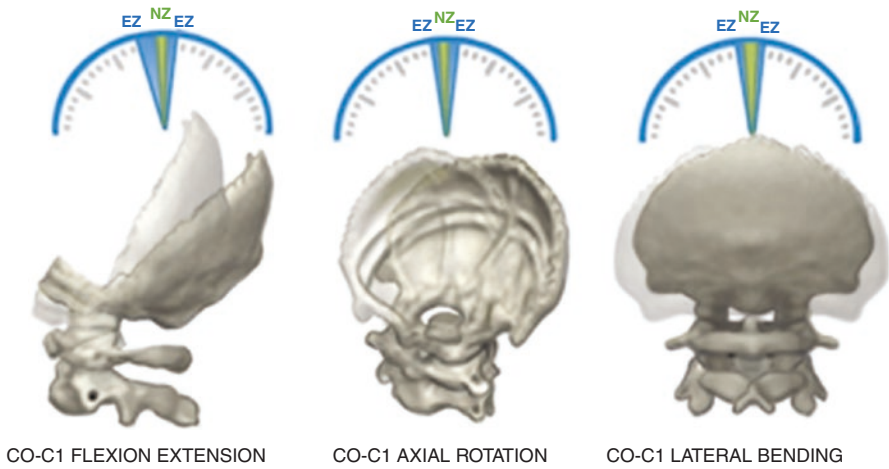 EZ NZ EZ
EZ NZ EZ
EZ NZ EZ
CO-C1 FLEXION EXTENSION
CO-C1 AXIAL ROTATION
CO-C1 LATERAL BENDING